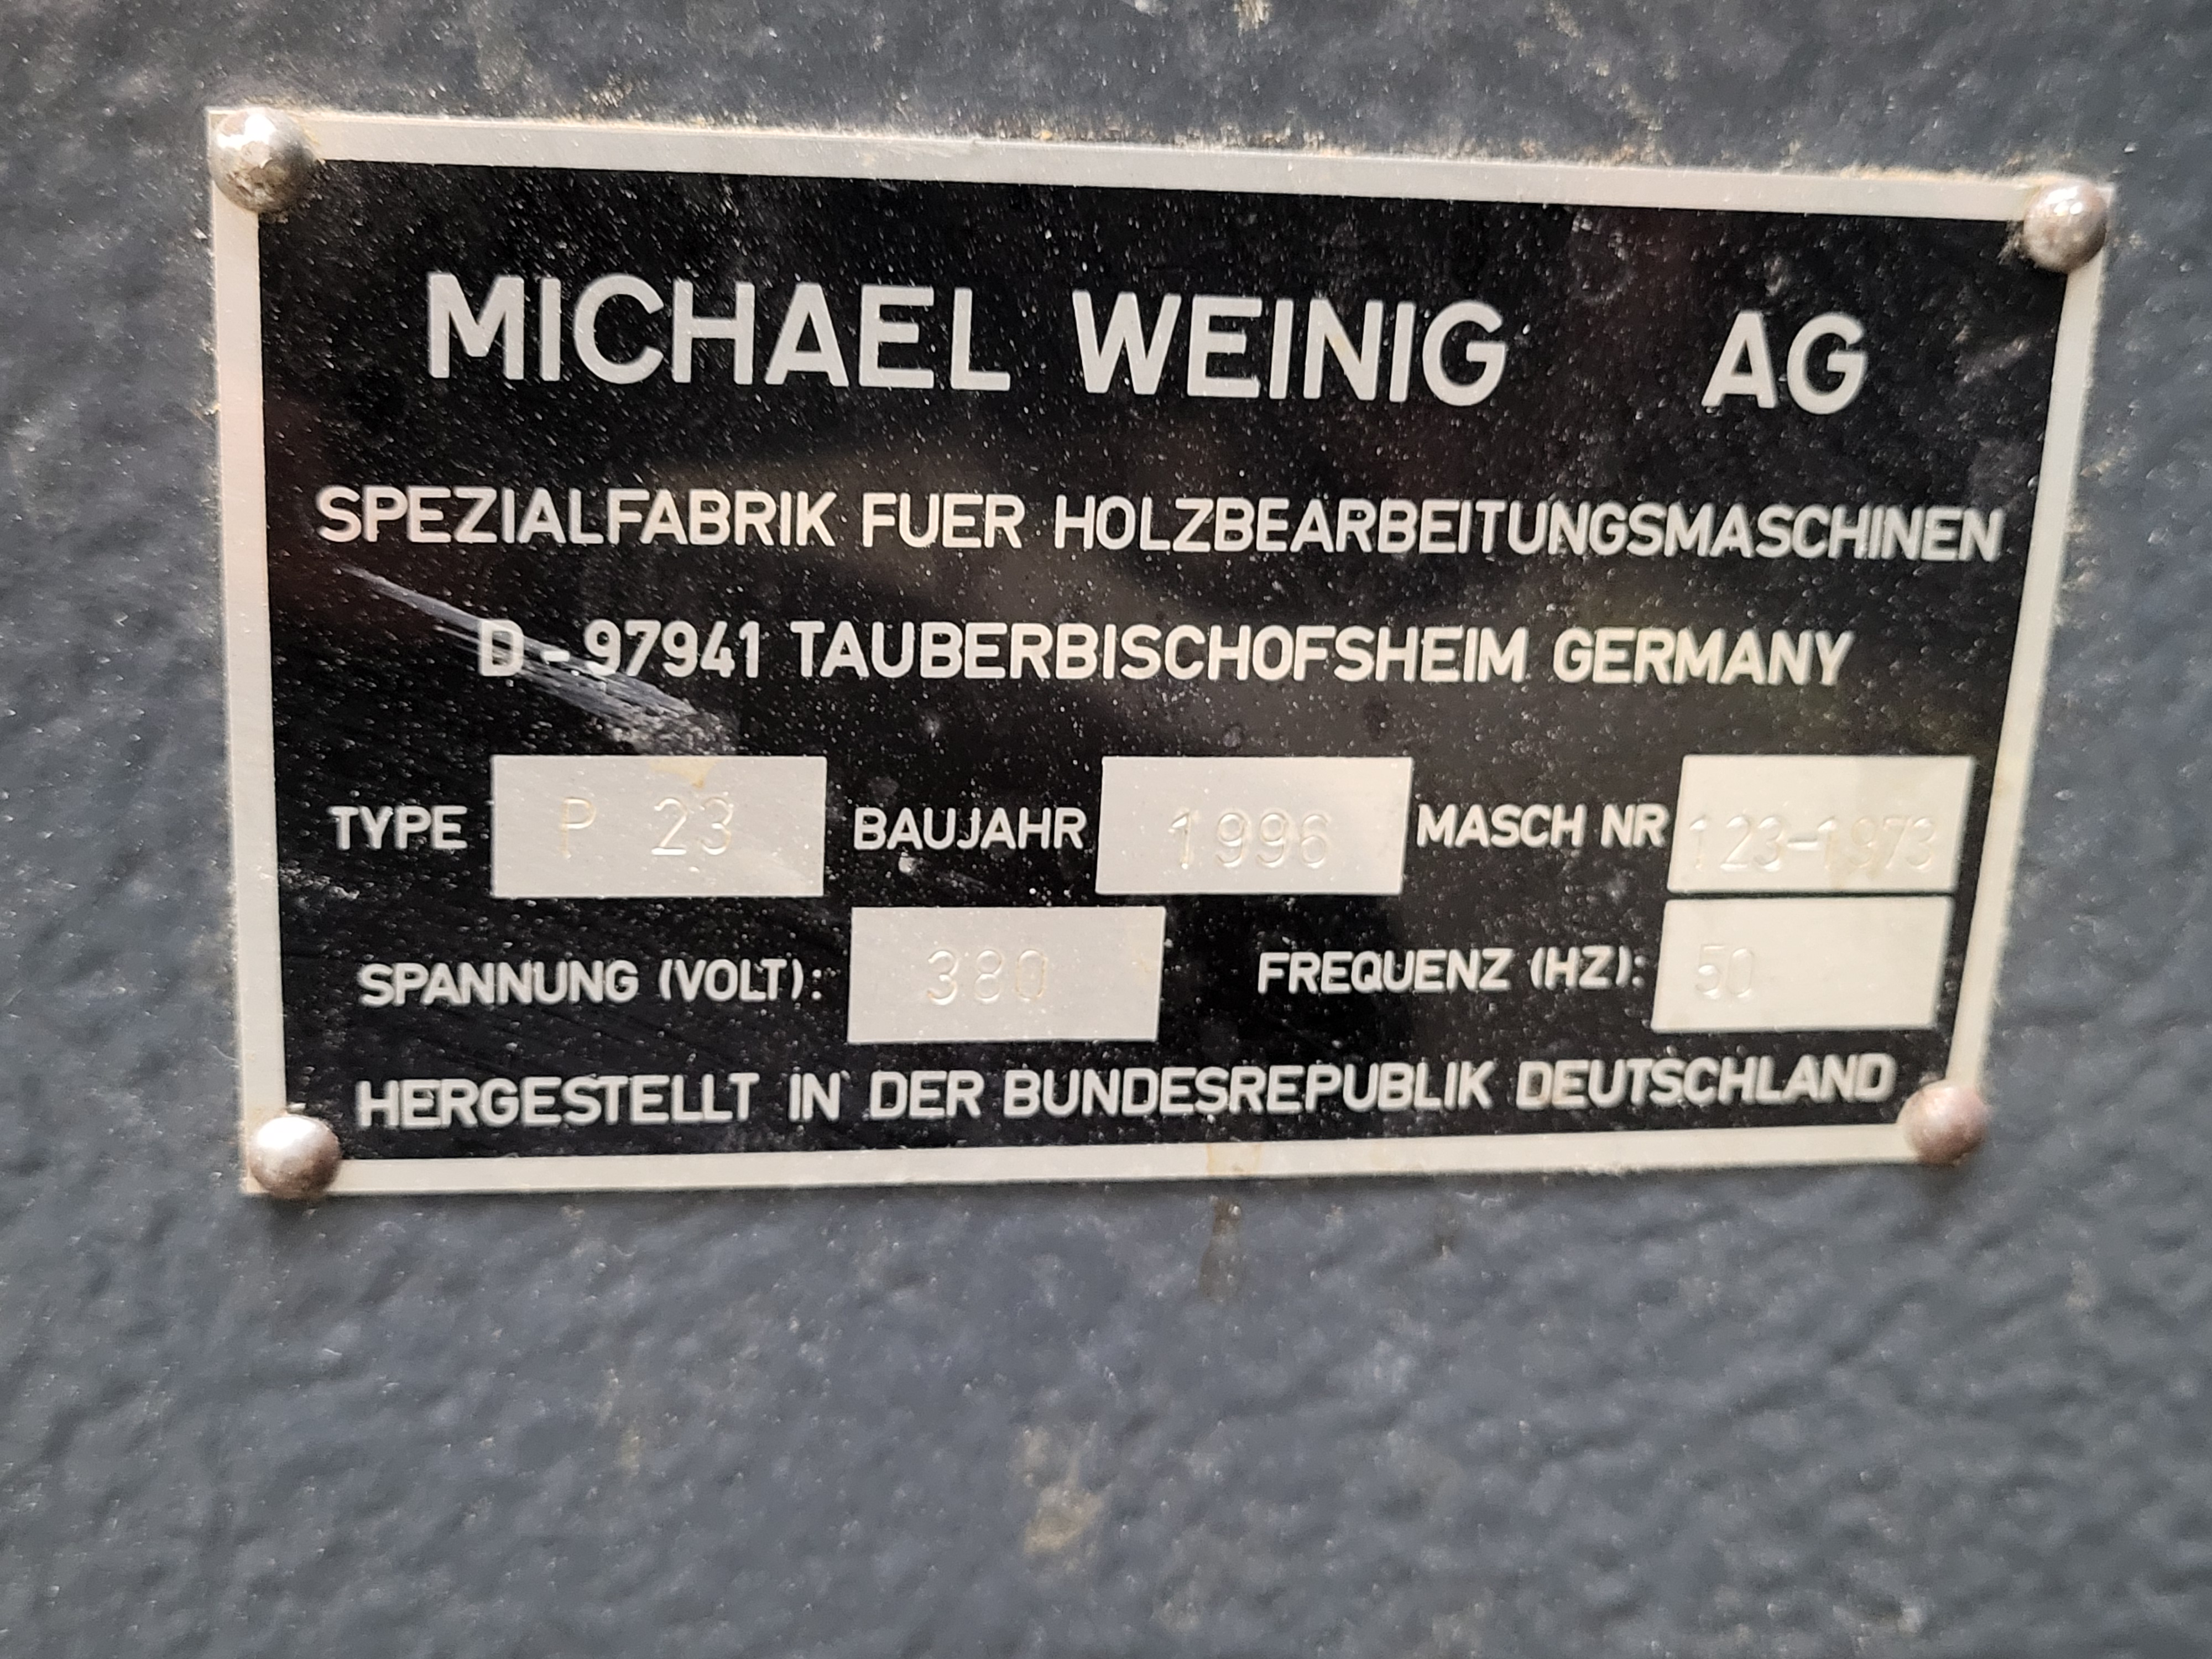 MICHAEL WEINIG AG
SPEZIALFABRIK FUER HOLZBEARBEITUNGSMASCHINEN
D - 97941 TAUBERBISCHOFSHEIM GERMANY
TYPE P 23 BAUJAHR 1996 MASCH NR 123-1973
SPANNUNG (VOLT): 380 FREQUENZ (HZ): 50
HERGESTELLT IN DER BUNDESREPUBLIK DEUTSCHLAND